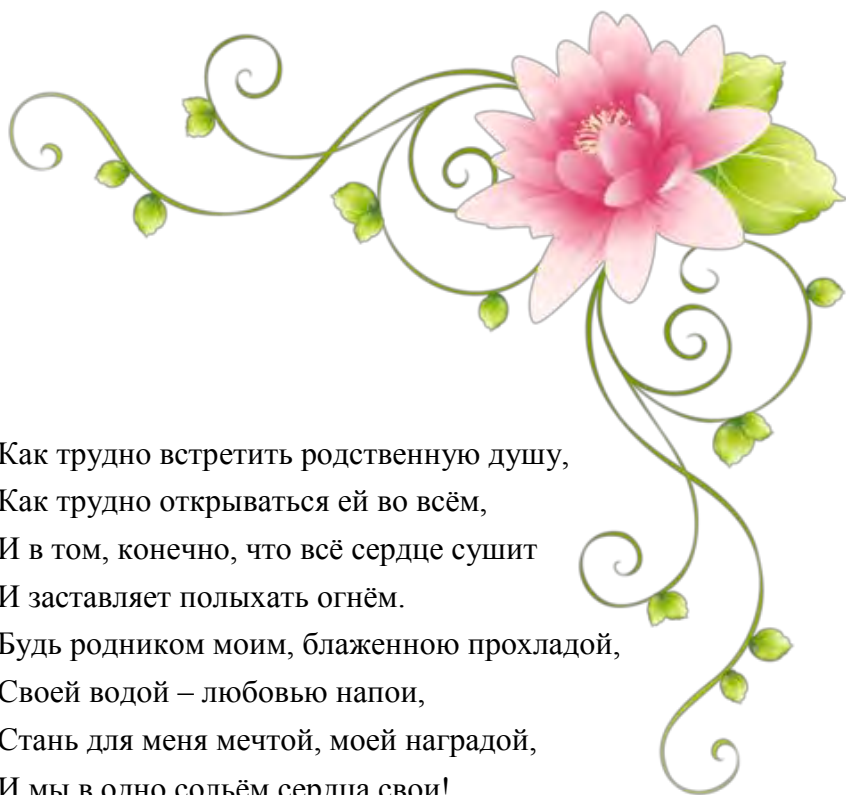 Как трудно встретить родственную душу,
Как трудно открываться ей во всём,
И в том, конечно, что всё сердце сушит
И заставляет полыхать огнём.
Будь родником моим, блаженною прохладой,
Своей водой – любовью напои,
Стань для меня мечтой, моей наградой,
И мы в одно сольём сердца свои!